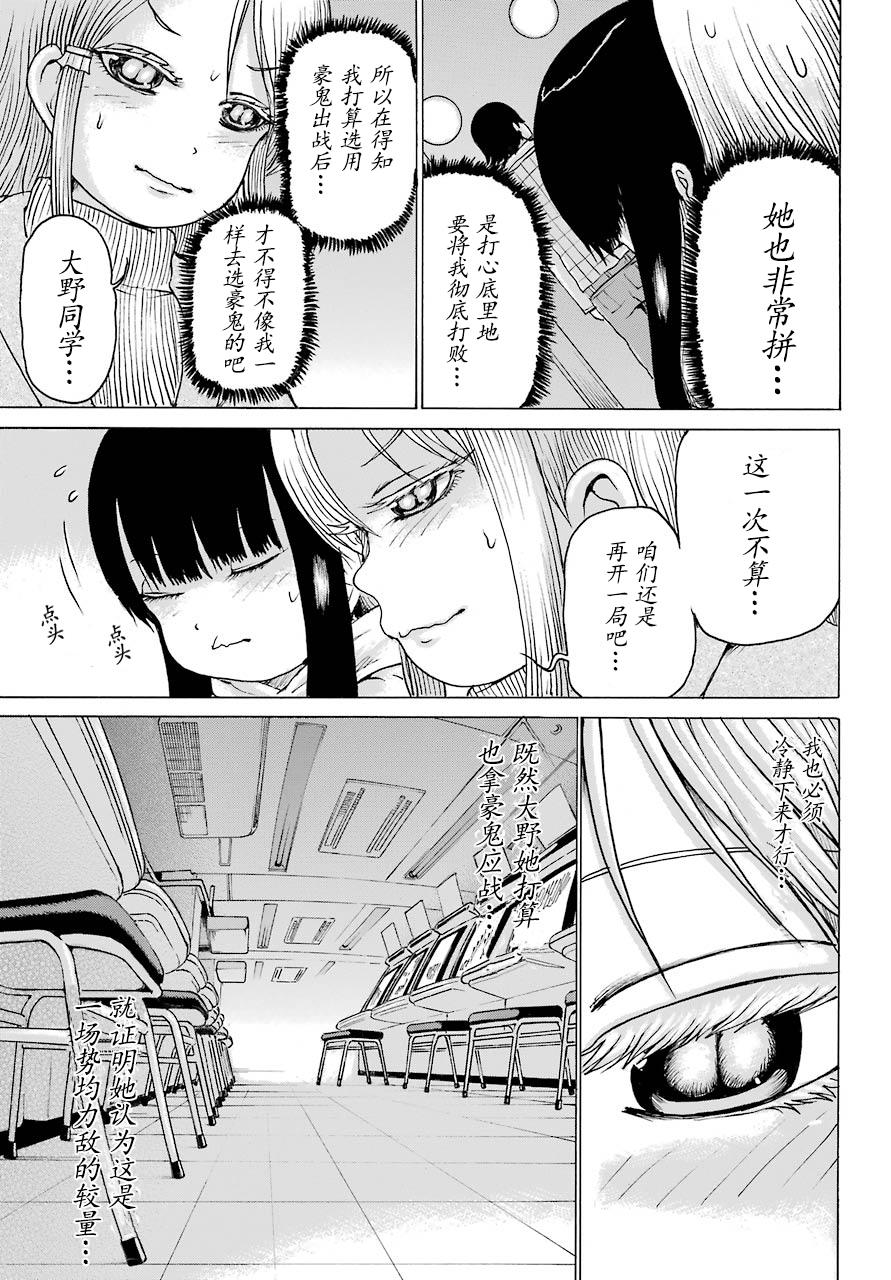 她也非常拼…
是打心底里地
要将我彻底打败…
所以在得知
我打算选用
豪鬼出战后…
才不得不像我一
样去选豪鬼的吧
大野同学…
这一次不算…
咱们还是
再开一局吧…
点头
点头
我也必须
冷静下来才行…
既然大野她打算
也拿豪鬼应战…
就证明她认为这是
一场势均力敌的较量…